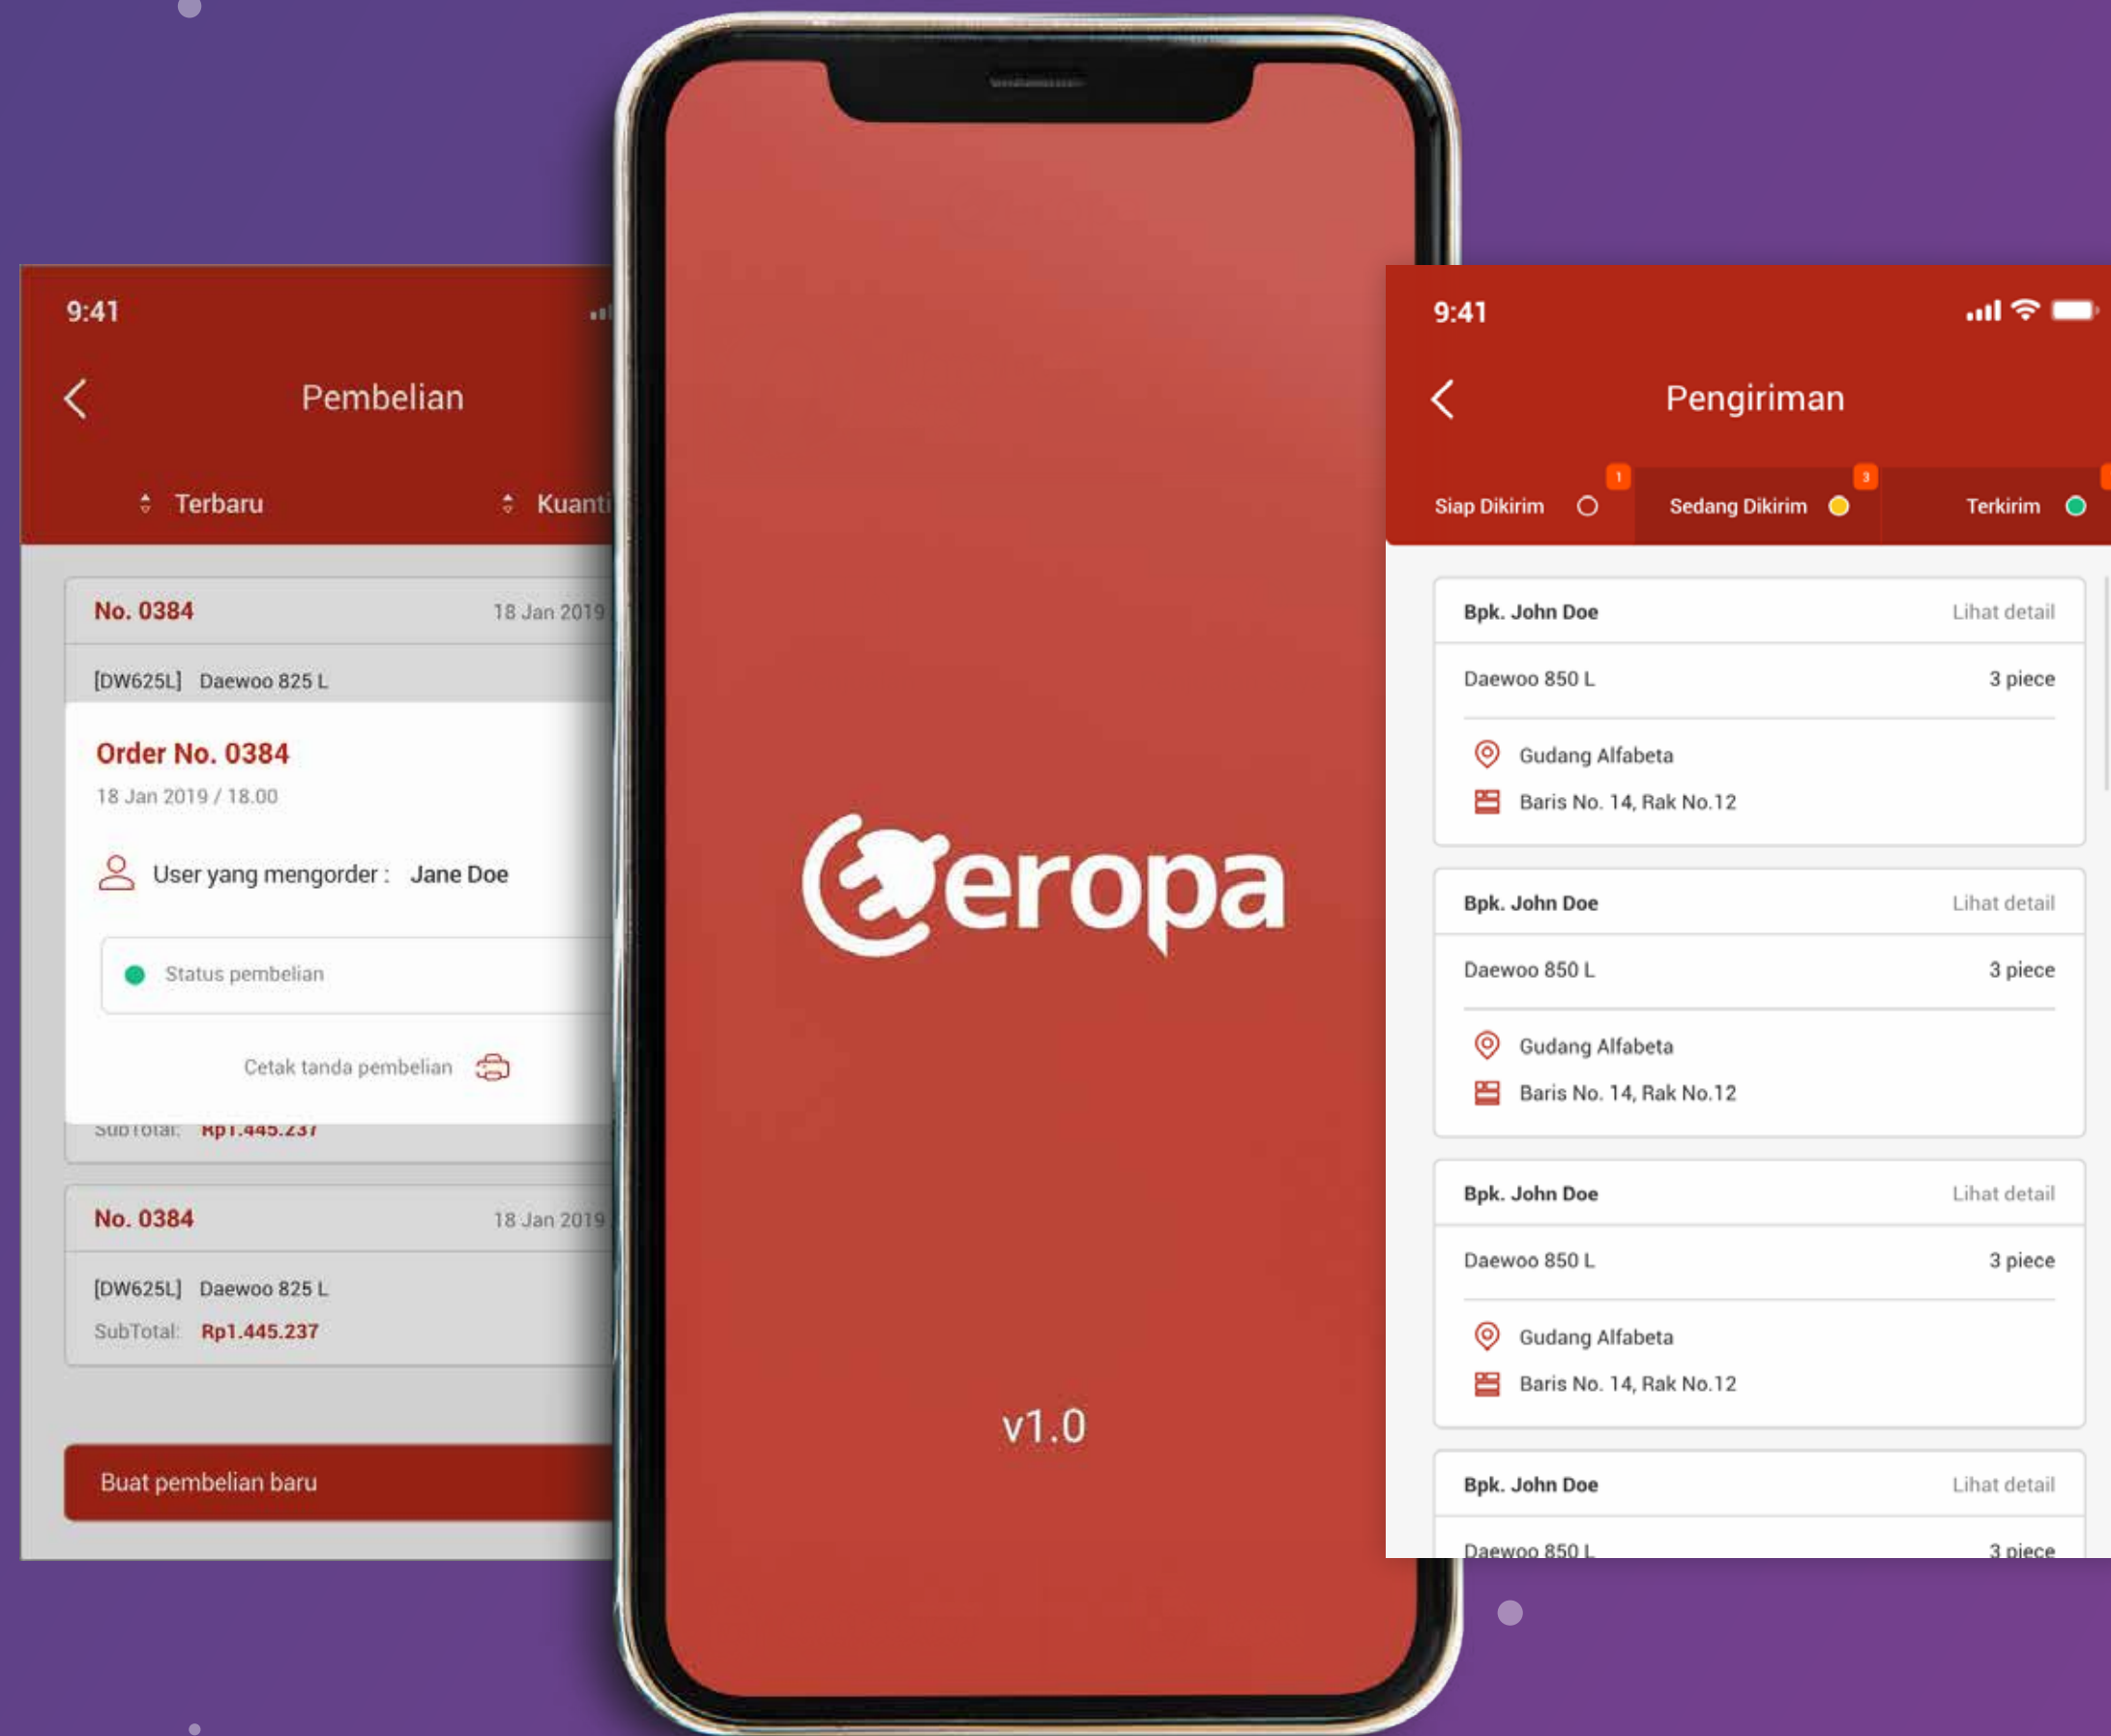 9:41
Pembelian
Terbaru
Kuanti
No. 0384
18 Jan 2019
[DW625L] Daewoo 825 L
Order No. 0384
18 Jan 2019 / 18.00
User yang mengorder : Jane Doe
Status pembelian
Cetak tanda pembelian
SubTotal: Rp1.445.237
No. 0384
18 Jan 2019
[DW625L] Daewoo 825 L
SubTotal: Rp1.445.237
Buat pembelian baru
eropa
v1.0
9:41
Pengiriman
Siap Dikirim 1
Sedang Dikirim 3
Terkirim
Bpk. John Doe
Lihat detail
Daewoo 850 L
3 piece
Gudang Alfabeta
Baris No. 14, Rak No.12
Bpk. John Doe
Lihat detail
Daewoo 850 L
3 piece
Gudang Alfabeta
Baris No. 14, Rak No.12
Bpk. John Doe
Lihat detail
Daewoo 850 L
3 piece
Gudang Alfabeta
Baris No. 14, Rak No.12
Bpk. John Doe
Lihat detail
Daewoo 850 L
3 piece